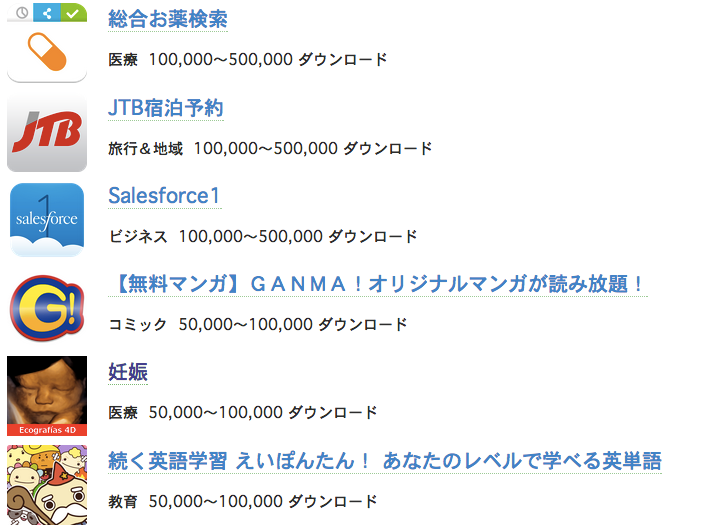 総合お薬検索
医療 100,000〜500,000 ダウンロード
JTB
JTB宿泊予約
旅行＆地域 100,000〜500,000 ダウンロード
1
salesforce
Salesforce1
ビジネス 100,000〜500,000 ダウンロード
G!
【無料マンガ】ＧＡＮＭＡ！オリジナルマンガが読み放題！
コミック 50,000〜100,000 ダウンロード
妊娠
医療 50,000〜100,000 ダウンロード
Ecografías 4D
続く英語学習 えいぽんたん！ あなたのレベルで学べる英単語
教育 50,000〜100,000 ダウンロード